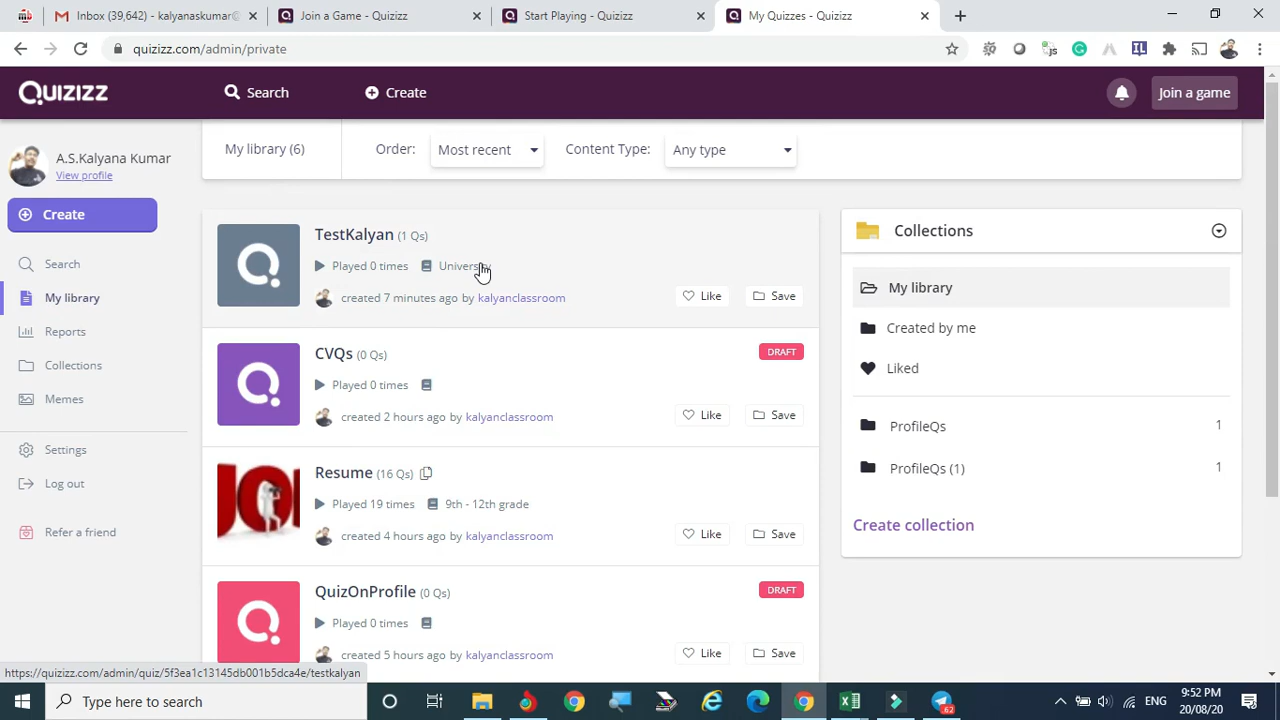 Inbox (39,642) - kalyanaskumar@
Join a Game - Quizizz
Start Playing - Quizizz
My Quizzes - Quizizz
quizizz.com/admin/private
QUIZIZZ
Search
Create
Join a game
A.S.Kalyana Kumar
View profile
Create
Search
My library
Reports
Collections
Memes
Settings
Log out
Refer a friend
My library (6)
Order:
Most recent
Content Type:
Any type
TestKalyan (1 Qs)
Played 0 times
University
created 7 minutes ago by kalyanclassroom
Like
Save
CVQs (0 Qs)
DRAFT
Played 0 times
created 2 hours ago by kalyanclassroom
Like
Save
Resume (16 Qs)
Played 19 times
9th - 12th grade
created 4 hours ago by kalyanclassroom
Like
Save
QuizOnProfile (0 Qs)
DRAFT
Played 0 times
created 5 hours ago by kalyanclassroom
Like
Save
Collections
My library
Created by me
Liked
ProfileQs 1
ProfileQs (1) 1
Create collection
https://quizizz.com/admin/quiz/5f3ea1c13145db001b5dca4e/testkalyan
Type here to search
62
ENG
9:52 PM
20/08/20